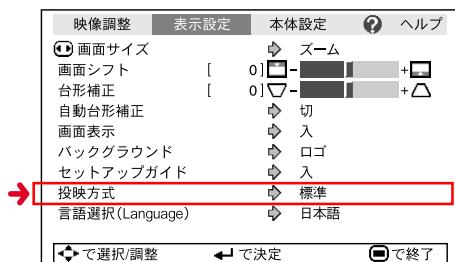 映像調整 表示設定 本体設定 ? ヘルプ
画面サイズ ズーム
画面シフト [ 0] - +
台形補正 [ 0] - +
自動台形補正 切
画面表示 入
バックグラウンド ロゴ
セットアップガイド 入
投映方式 標準
言語選択(Language) 日本語
で選択/調整 で決定 で終了